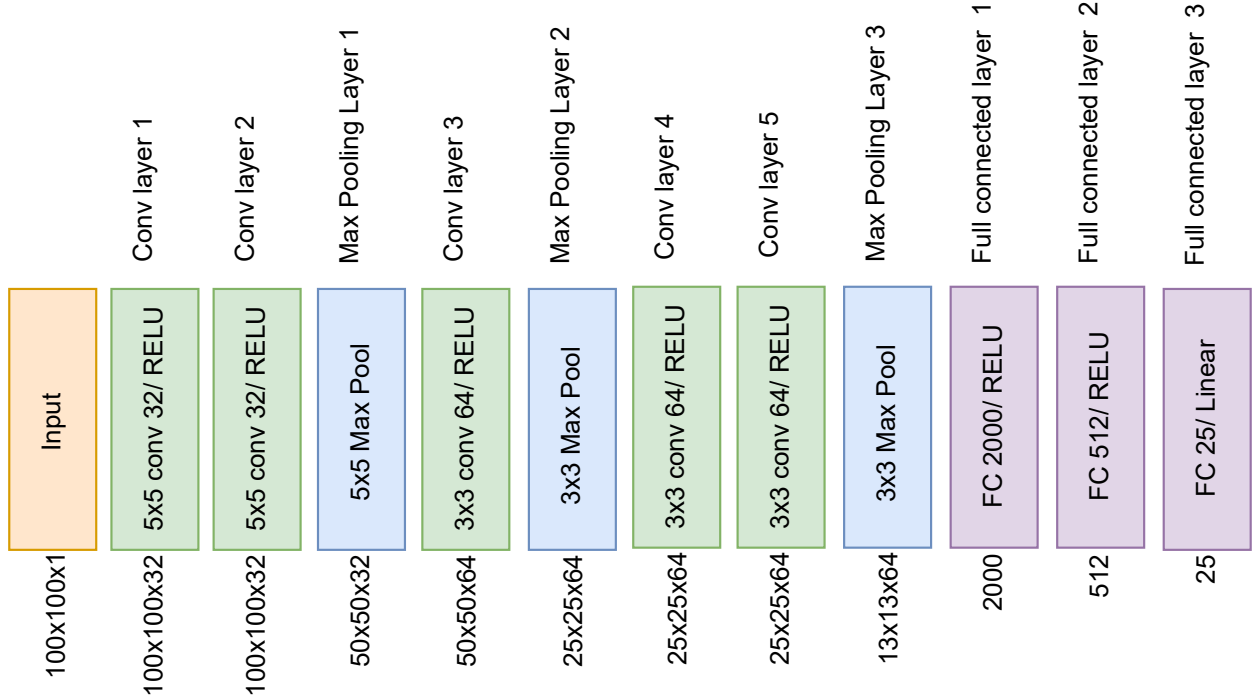 Input
100x100x1
Conv layer 1
5x5 conv 32/ RELU
100x100x32
Conv layer 2
5x5 conv 32/ RELU
100x100x32
Max Pooling Layer 1
5x5 Max Pool
50x50x32
Conv layer 3
3x3 conv 64/ RELU
50x50x64
Max Pooling Layer 2
3x3 Max Pool
25x25x64
Conv layer 4
3x3 conv 64/ RELU
25x25x64
Conv layer 5
3x3 conv 64/ RELU
25x25x64
Max Pooling Layer 3
3x3 Max Pool
13x13x64
Full connected layer 1
FC 2000/ RELU
2000
Full connected layer 2
FC 512/ RELU
512
Full connected layer 3
FC 25/ Linear
25